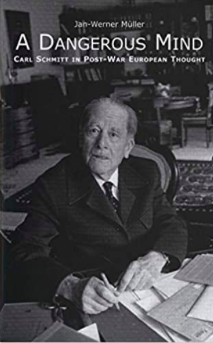 Jan-Werner Müller
A Dangerous Mind
Carl Schmitt in Post-War European Thought